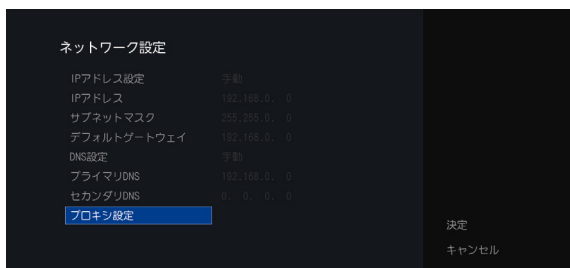 ネットワーク設定
IPアドレス設定 手動
IPアドレス 192.168.0. 0
サブネットマスク 255.255.0. 0
デフォルトゲートウェイ 192.168.0. 0
DNS設定 手動
プライマリDNS 192.168.0. 0
セカンダリDNS 0. 0. 0. 0
プロキシ設定
決定
キャンセル